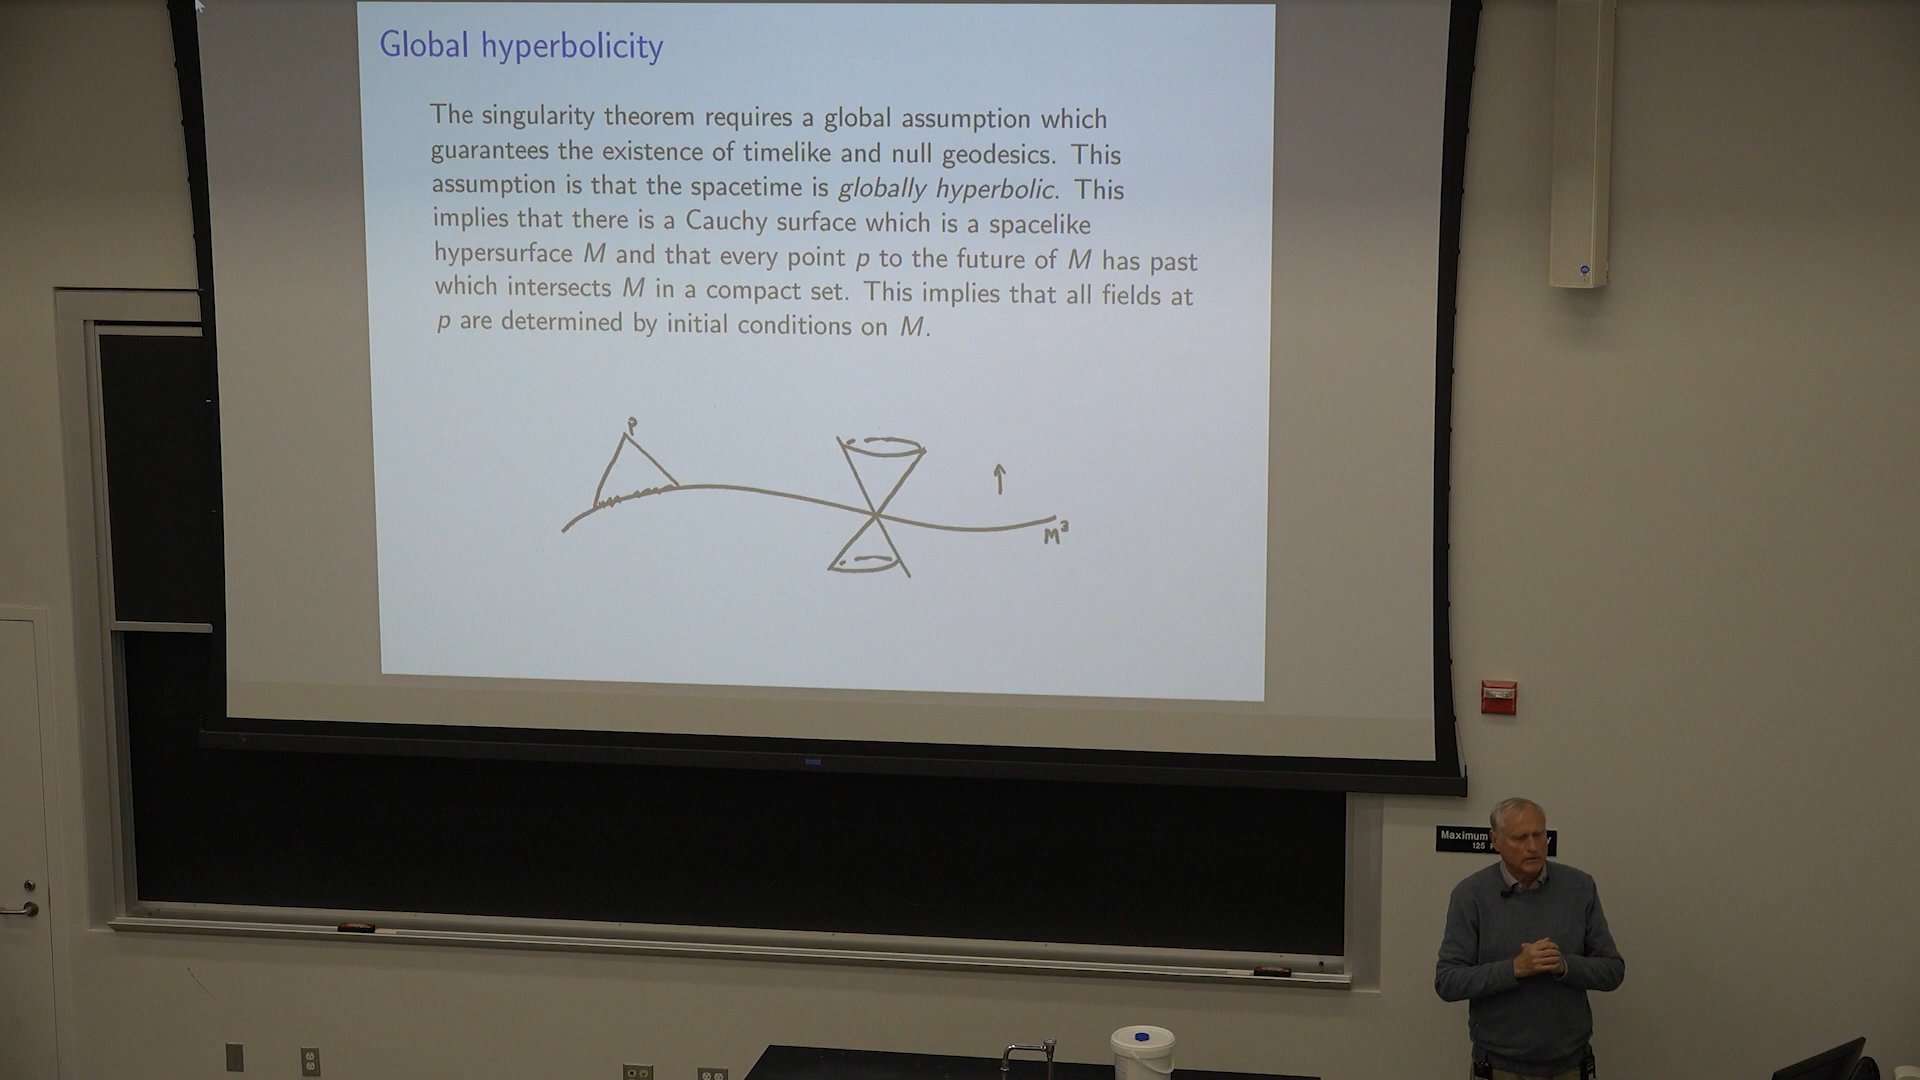 Global hyperbolicity
The singularity theorem requires a global assumption which
guarantees the existence of timelike and null geodesics. This
assumption is that the spacetime is globally hyperbolic. This
implies that there is a Cauchy surface which is a spacelike
hypersurface M and that every point p to the future of M has past
which intersects M in a compact set. This implies that all fields at
p are determined by initial conditions on M.
P
M³
Maximum
125